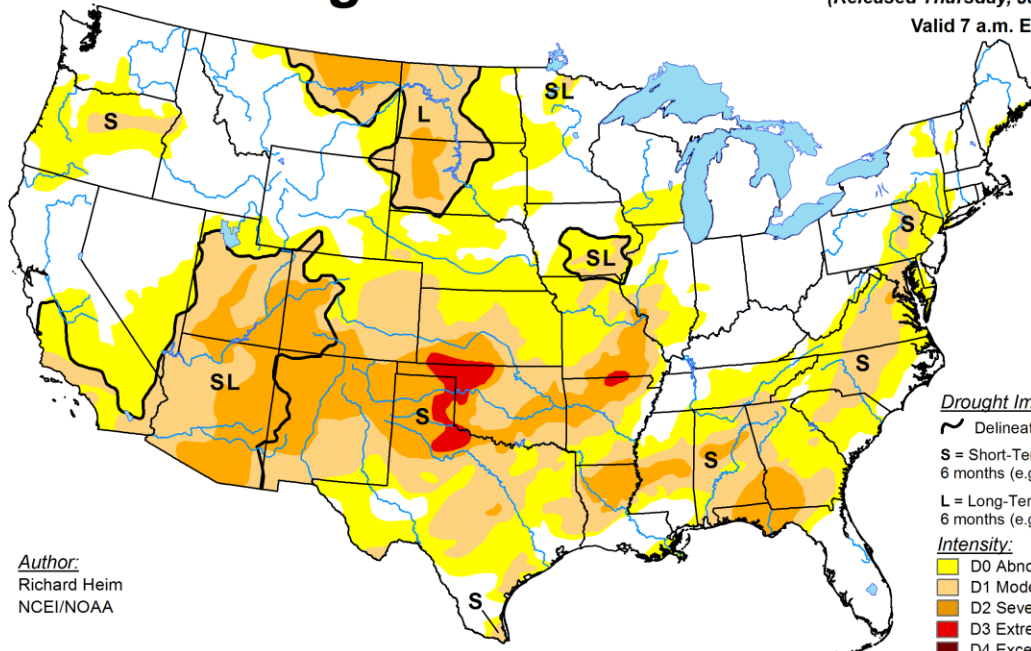 (Released Thursday,
Valid 7 a.m. E
S
L
SL
S
SL
SL
S
S
S
S
Author:
Richard Heim
NCEI/NOAA
Drought Im
Delineat
S = Short-Ter
6 months (e.g
L = Long-Ter
6 months (e.g
Intensity:
D0 Abno
D1 Mode
D2 Seve
D3 Extre
D4 Exce